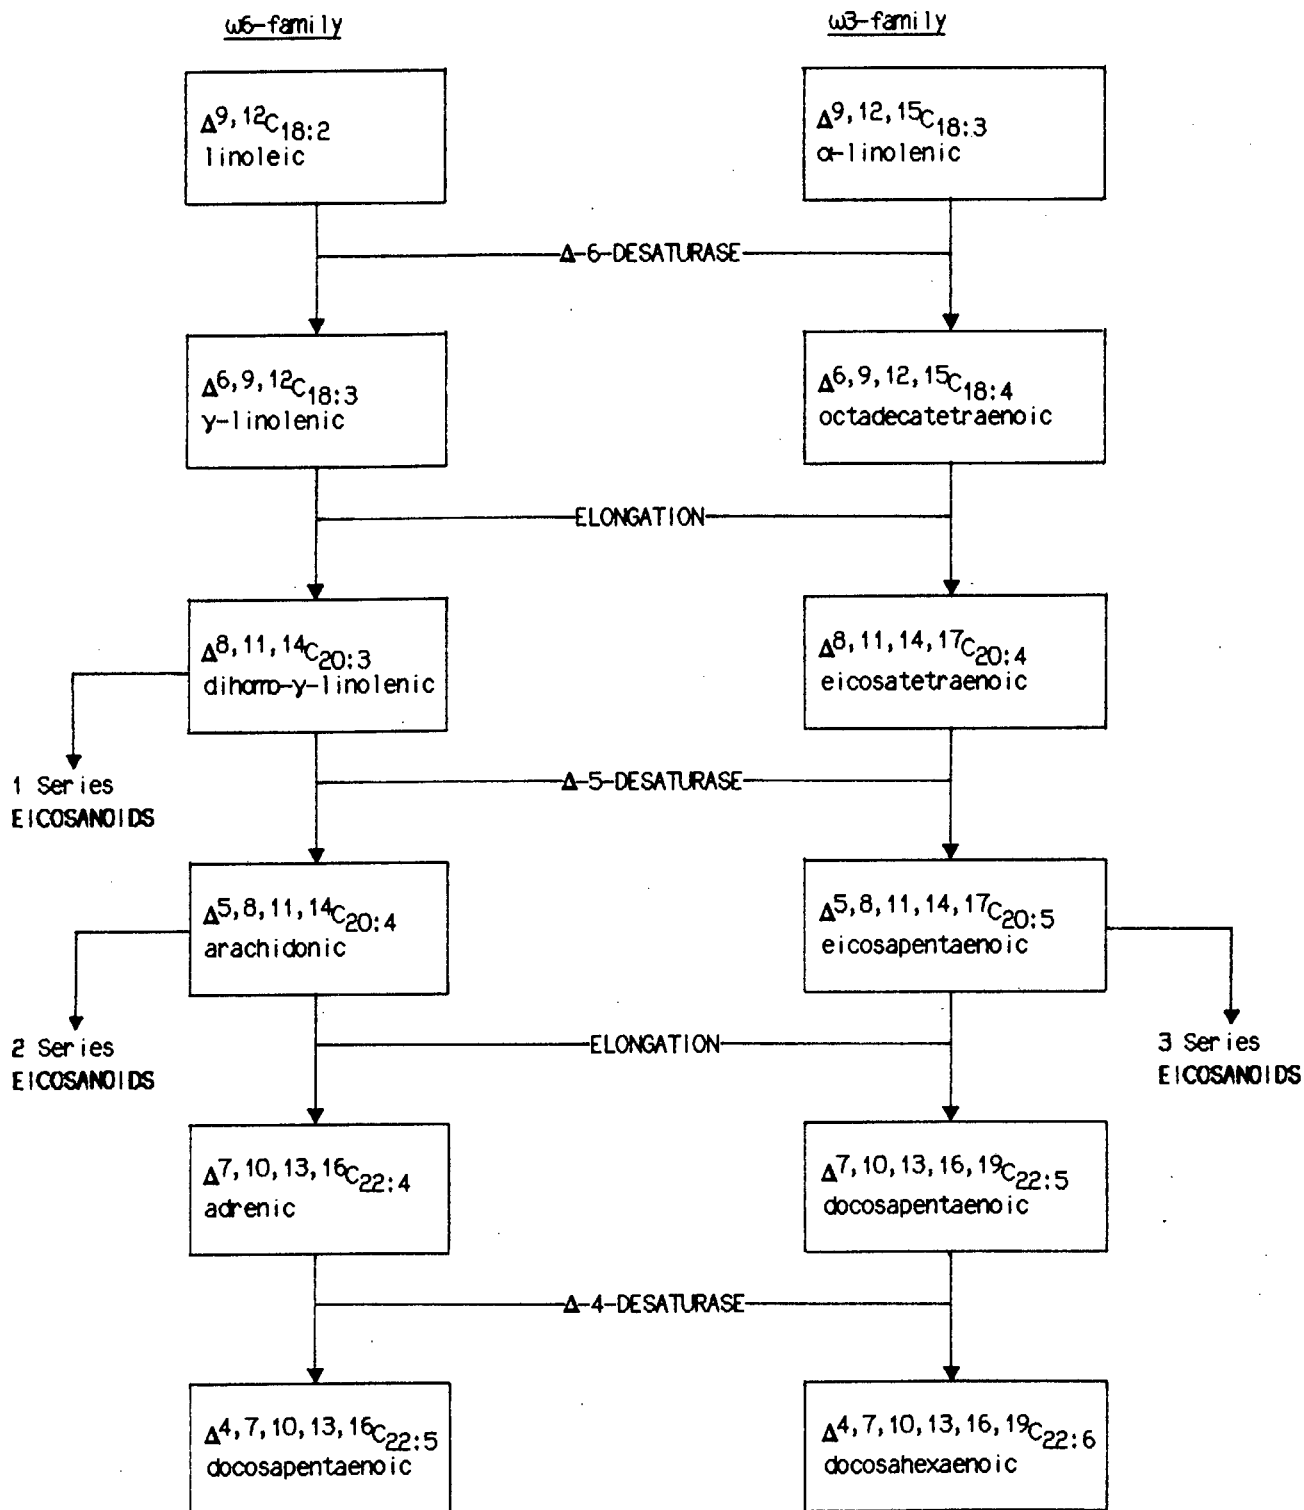 ω6-family
ω3-family
Δ9,12C18:2
linoleic
Δ9,12,15C18:3
α-linolenic
Δ-6-DESATURASE
Δ6,9,12C18:3
γ-linolenic
Δ6,9,12,15C18:4
octadecatetraenoic
ELONGATION
Δ8,11,14C20:3
dihomo-γ-linolenic
Δ8,11,14,17C20:4
eicosatetraenoic
1 Series
EICOSANOIDS
Δ-5-DESATURASE
Δ5,8,11,14C20:4
arachidonic
Δ5,8,11,14,17C20:5
eicosapentaenoic
2 Series
EICOSANOIDS
ELONGATION
3 Series
EICOSANOIDS
Δ7,10,13,16C22:4
adrenic
Δ7,10,13,16,19C22:5
docosapentaenoic
Δ-4-DESATURASE
Δ4,7,10,13,16C22:5
docosapentaenoic
Δ4,7,10,13,16,19C22:6
docosahexaenoic